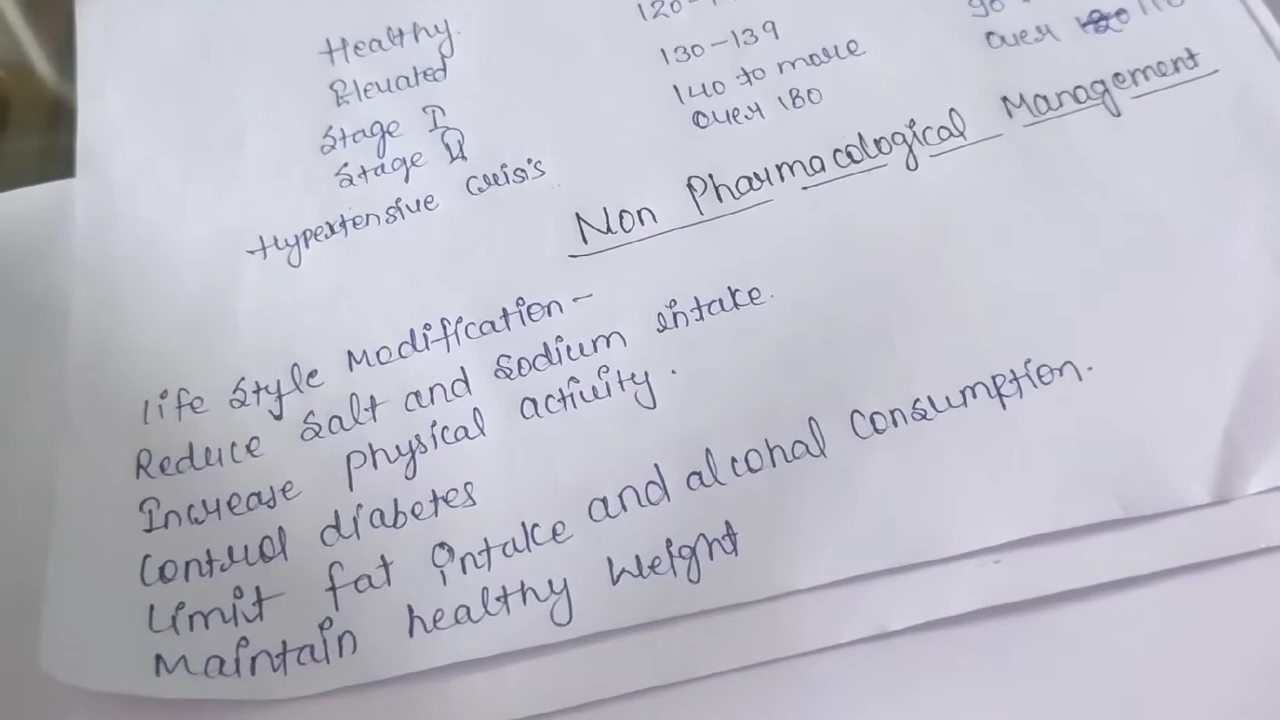 Healthy
Elevated
Stage I
Stage II
Hypertensive Crisis
120-
130-139
140 to more
over 180
90
over 110
Non Pharmacological Management
life Style Modification-
Reduce Salt and Sodium intake.
Increase physical activity.
Control diabetes
Limit fat intake and alcohal consumption.
Maintain healthy weight